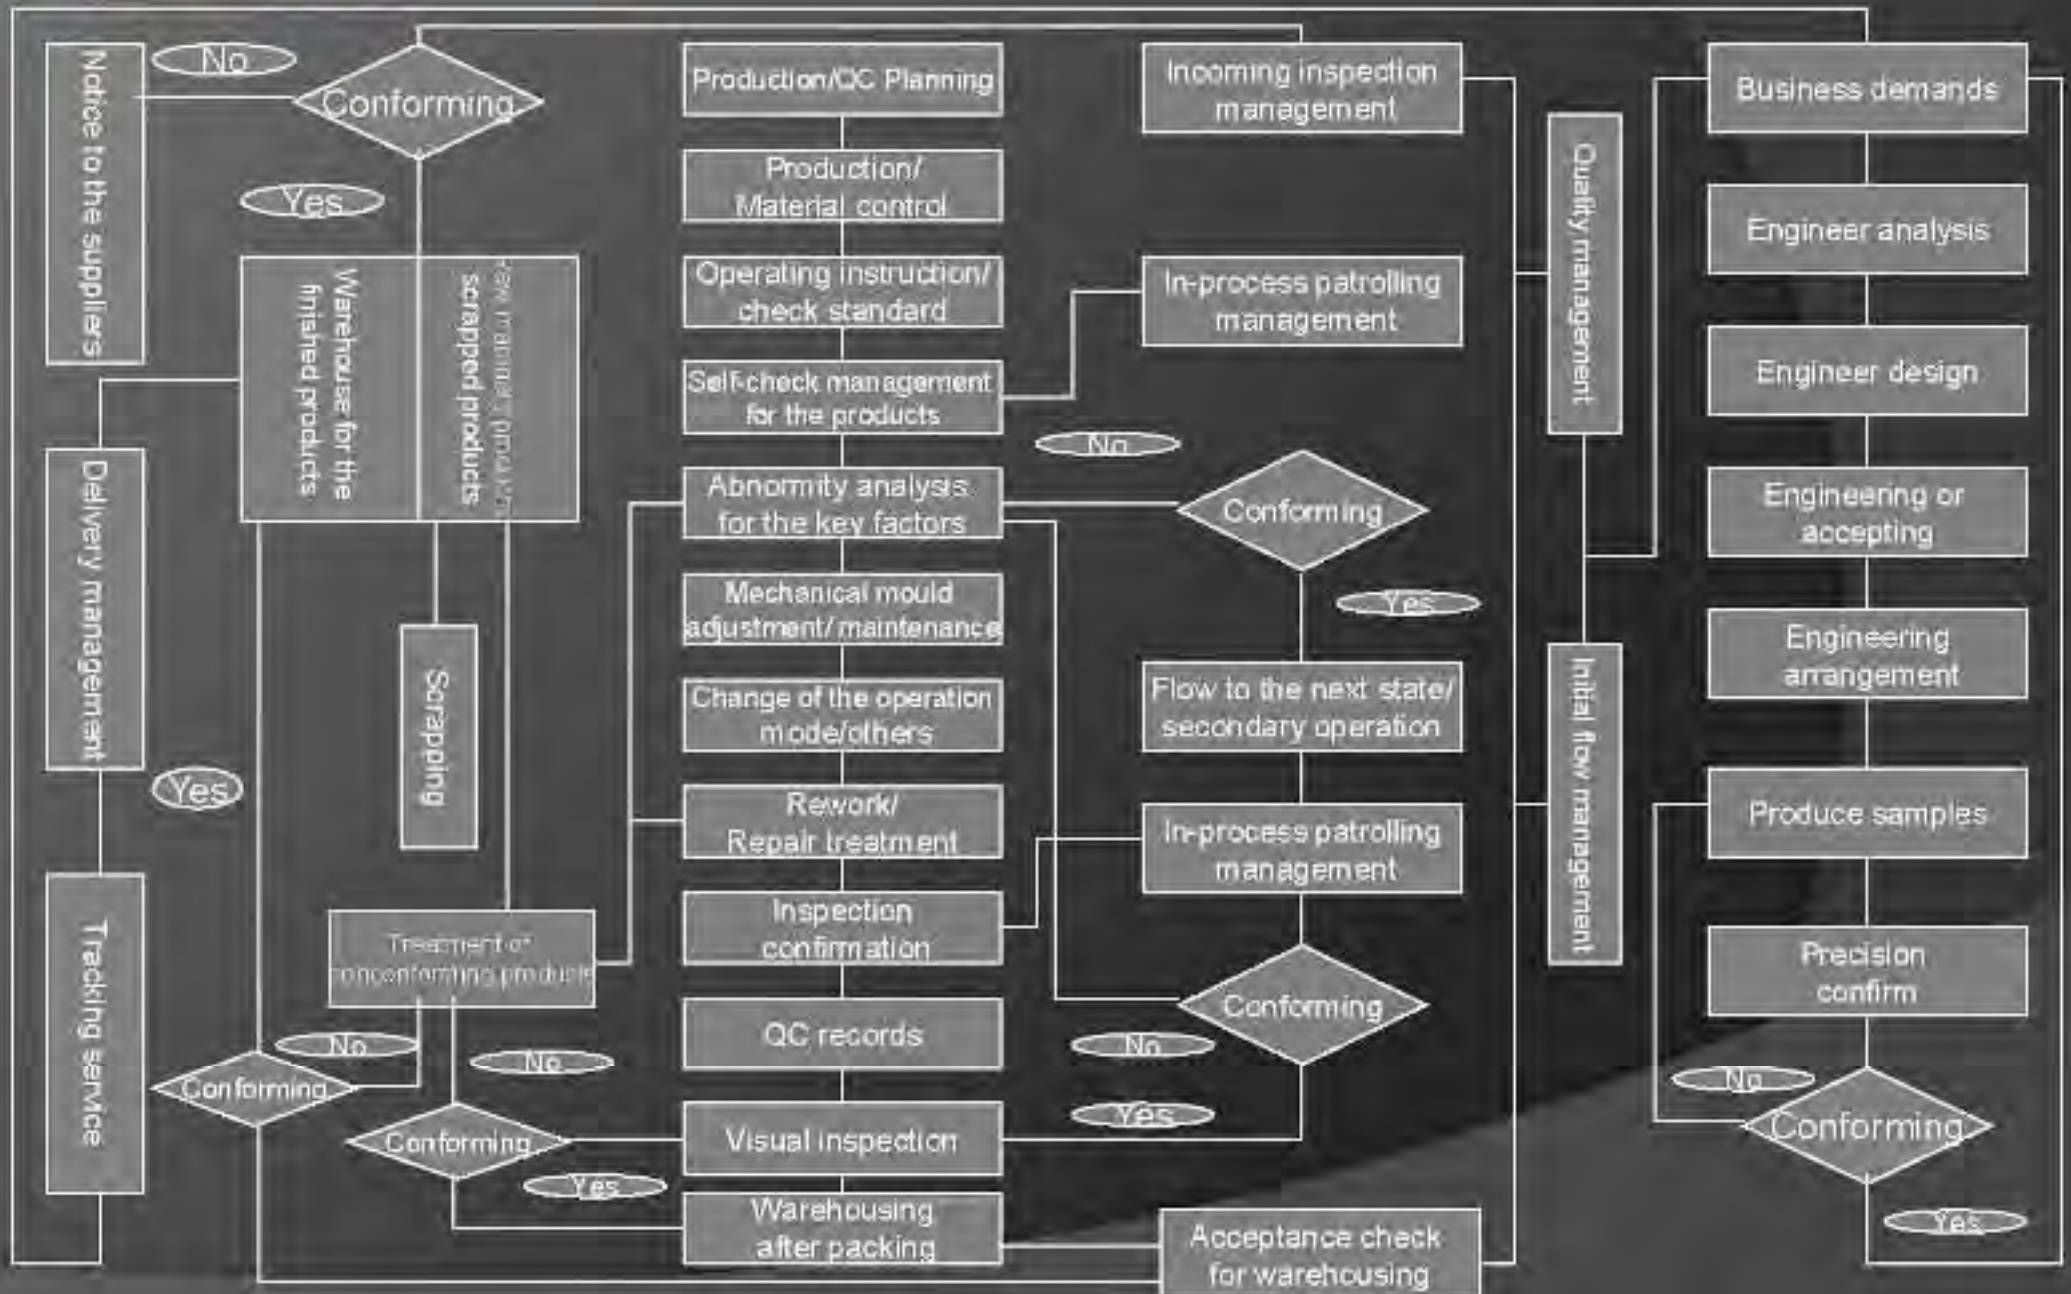 Notice to the suppliers
No
Conforming
Yes
Warehouse for the
finished products
scrapped products
Delivery management
Scrapping
Yes
Tracking service
Treatment of
products
No
Conforming
No
Conforming
Yes
Production/QC Planning
Production/
Material control
Operating instruction/
check standard
Self-check management
for the products
Abnormity analysis
for the key factors
Mechanical mould
adjustment/maintenance
Change of the operation
mode/others
Rework/
Repair treatment
Inspection
confirmation
QC records
Visual inspection
Warehousing
after packing
Incoming inspection
management
In-process patrolling
management
No
Conforming
Yes
Flow to the next state/
secondary operation
In-process patrolling
management
Conforming
No
Yes
Acceptance check
for warehousing
Quality management
Initial flow management
Business demands
Engineer analysis
Engineer design
Engineering or
accepting
Engineering
arrangement
Produce samples
Precision
confirm
No
Conforming
Yes